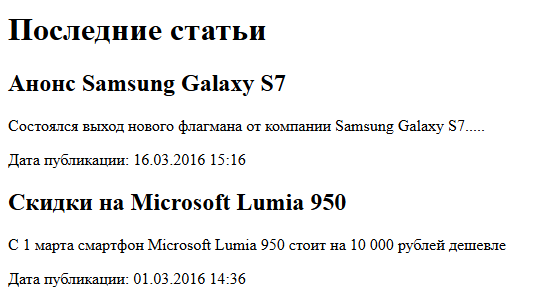 Последние статьи
Анонс Samsung Galaxy S7
Состоялся выход нового флагмана от компании Samsung Galaxy S7.....
Дата публикации: 16.03.2016 15:16
Скидки на Microsoft Lumia 950
С 1 марта смартфон Microsoft Lumia 950 стоит на 10 000 рублей дешевле
Дата публикации: 01.03.2016 14:36